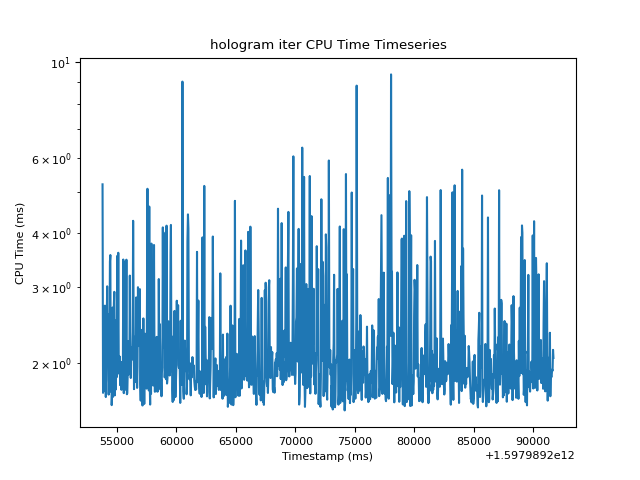 hologram iter CPU Time Timeseries
10¹
6 × 10⁰
4 × 10⁰
3 × 10⁰
2 × 10⁰
CPU Time (ms)
55000 60000 65000 70000 75000 80000 85000 90000
Timestamp (ms)
+1.5979892e12